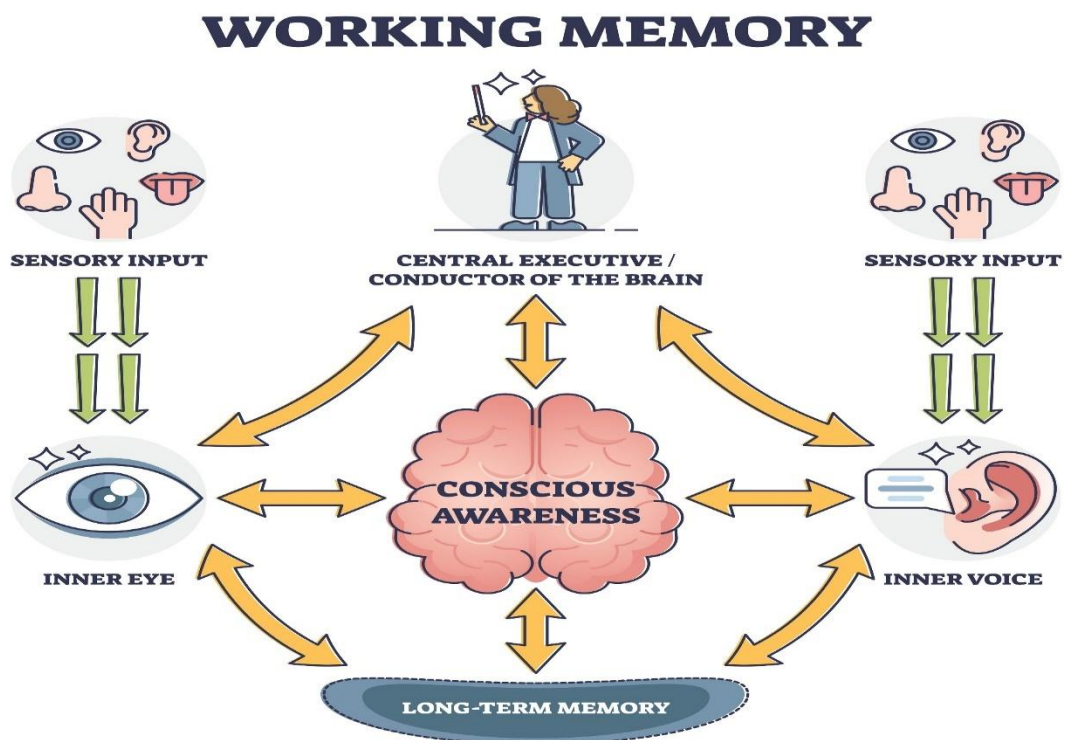 WORKING MEMORY
SENSORY INPUT
CENTRAL EXECUTIVE /
CONDUCTOR OF THE BRAIN
SENSORY INPUT
CONSCIOUS
AWARENESS
INNER EYE
INNER VOICE
LONG-TERM MEMORY